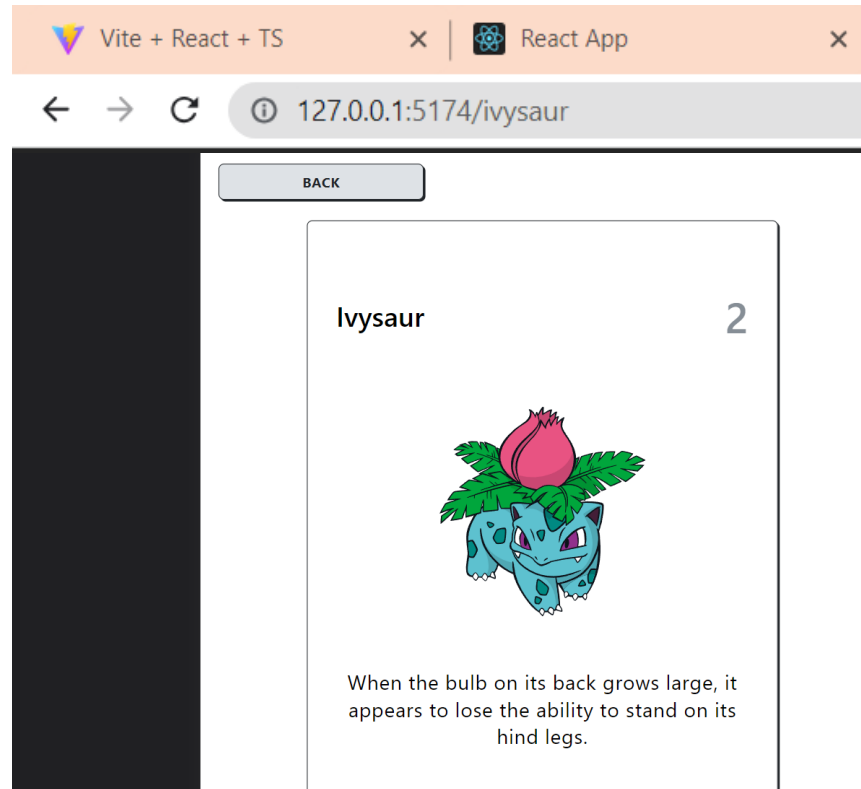 Vite + React + TS
React App
127.0.0.1:5174/ivysaur
BACK
Ivysaur
2
When the bulb on its back grows large, it
appears to lose the ability to stand on its
hind legs.